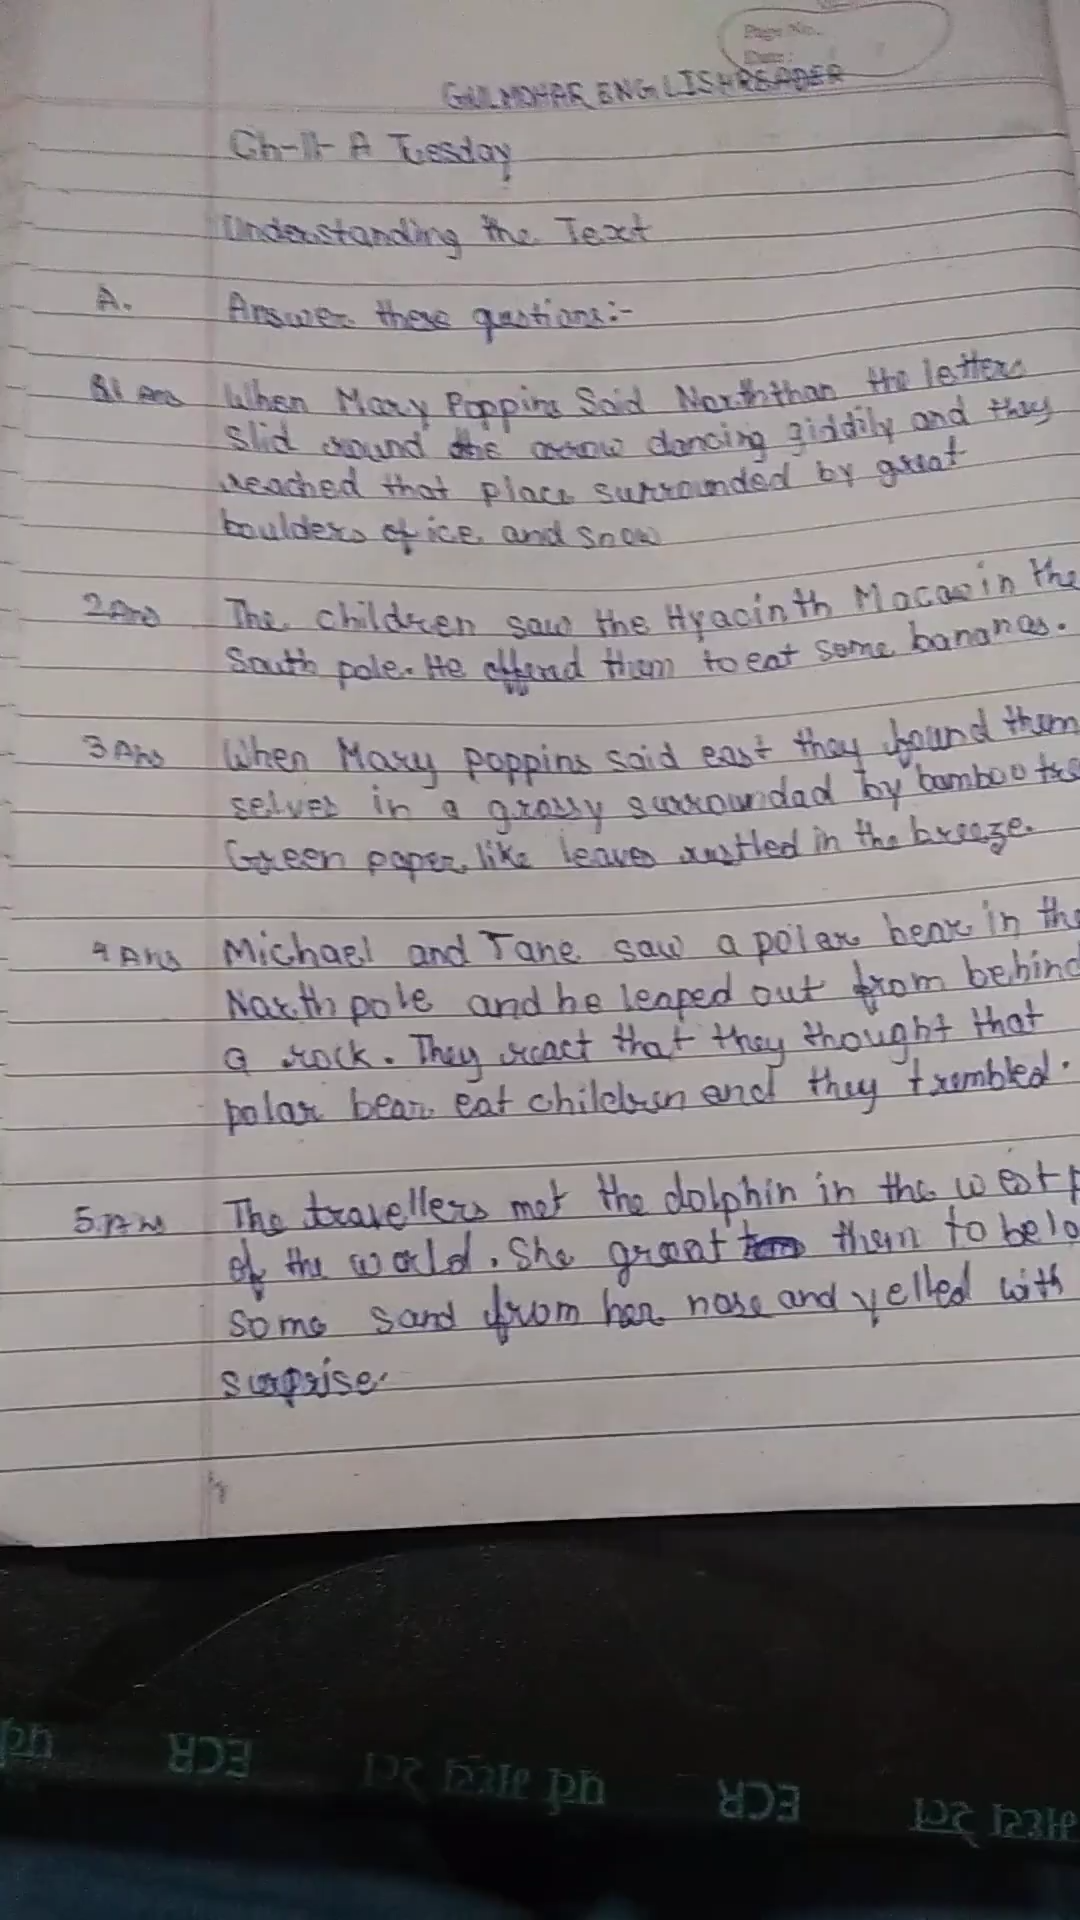 Page No.
Date:
GULMOHAR ENGLISH READER
Ch-11- A Tuesday
Understanding the Text
A. Answer these qustions:-
1 Ans When Mary Poppins Said North than the letters
slid around the arrow dancing giddily and they
reached that place surrounded by great
boulders of ice and snow
2 Ans The children saw the Hyacinth Macaw in the
South pole. He offered them to eat some bananas.
3 Ans When Mary poppins said east they found them
selves in a grassy surroundad by bamboo
Green paper like leaves rustled in the breeze.
4 Ans Michael and Jane saw a polar bear in the
North pole and he leaped out from behind
a rock. They react that they thought that
polar bear eat children and they trembled.
5. Ans The travellers met the dolphin in the west
of the world. She great them to
some sand from her nose and yelled with
surprise.
ECR
ECR